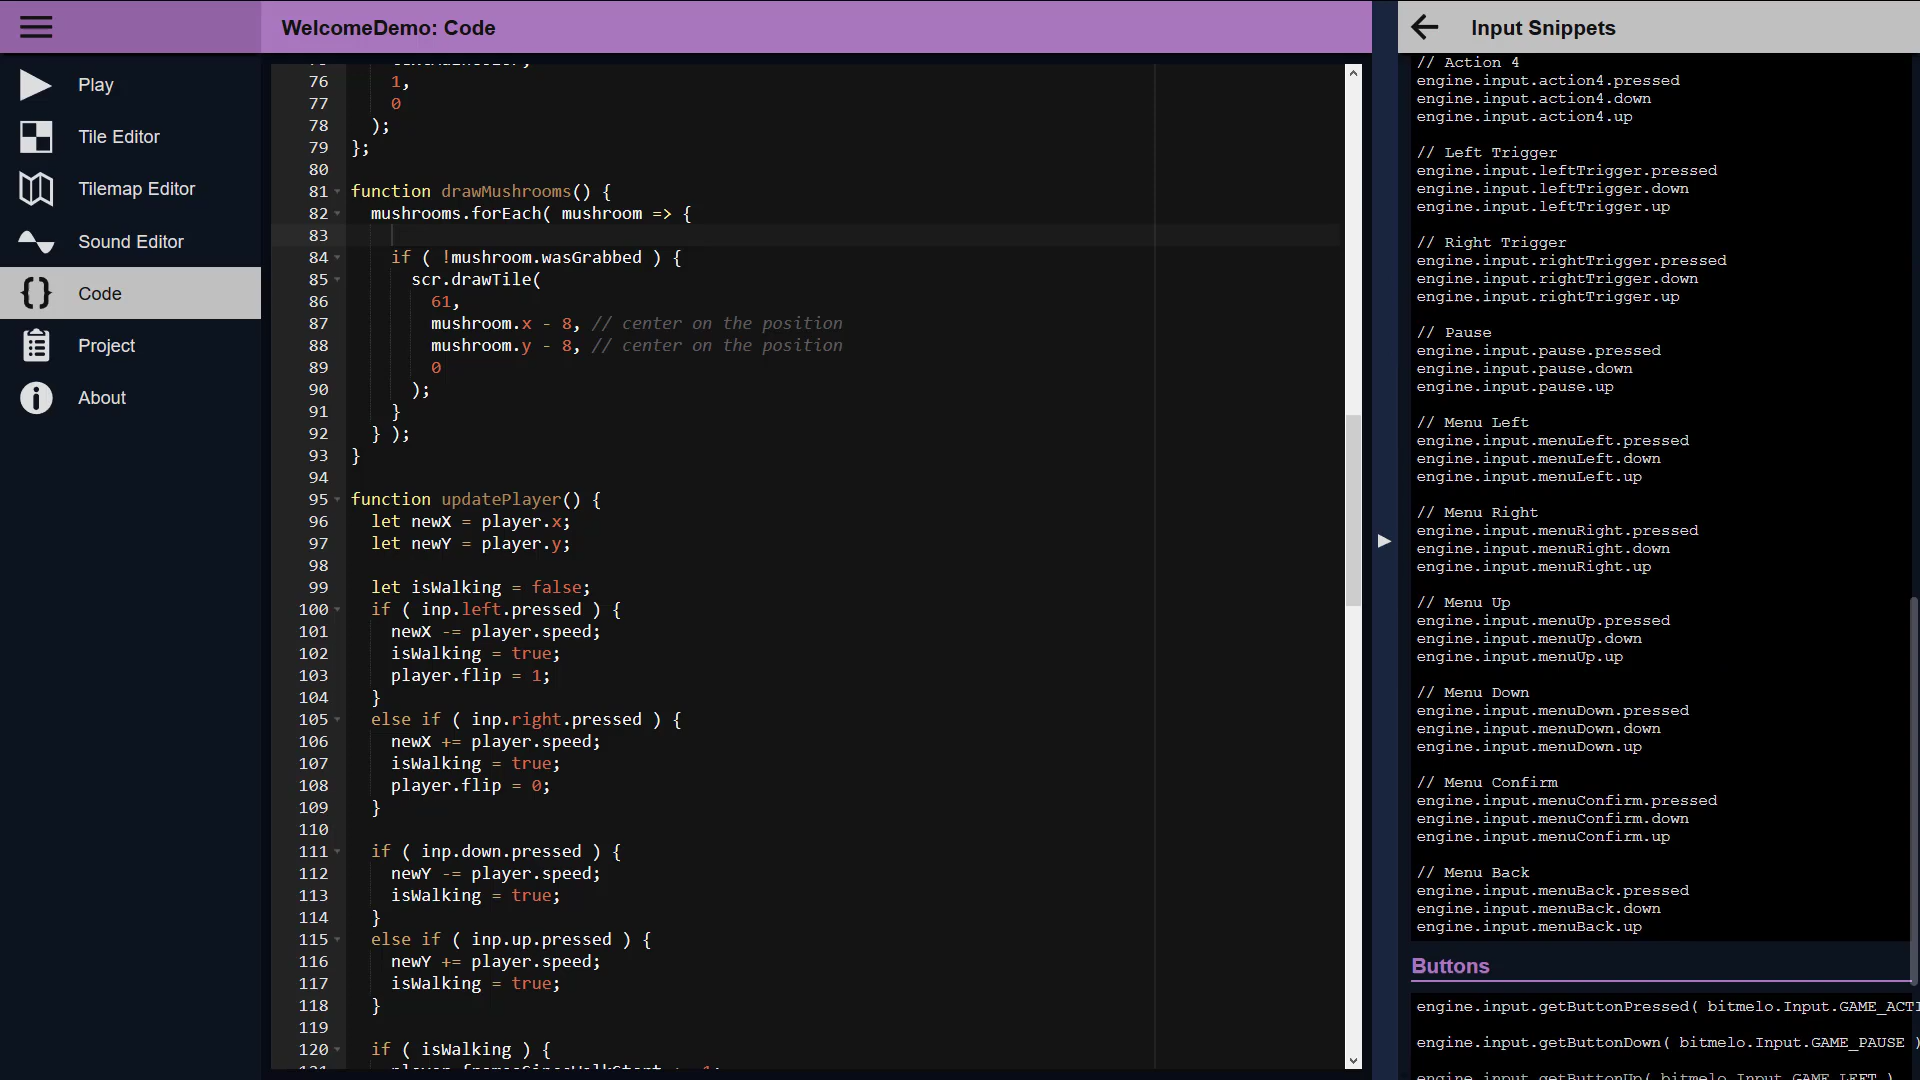 WelcomeDemo: Code
Input Snippets
Play
Tile Editor
Tilemap Editor
Sound Editor
Code
Project
About
76 1,
77 0
78 );
79 };
80
81 function drawMushrooms() {
82 mushrooms.forEach( mushroom => {
83
84 if ( !mushroom.wasGrabbed ) {
85 scr.drawTile(
86 61,
87 mushroom.x - 8, // center on the position
88 mushroom.y - 8, // center on the position
89 0
90 );
91 }
92 } );
93 }
94
95 function updatePlayer() {
96 let newX = player.x;
97 let newY = player.y;
98
99 let isWalking = false;
100 if ( inp.left.pressed ) {
101 newX -= player.speed;
102 isWalking = true;
103 player.flip = 1;
104 }
105 else if ( inp.right.pressed ) {
106 newX += player.speed;
107 isWalking = true;
108 player.flip = 0;
109 }
110
111 if ( inp.down.pressed ) {
112 newY -= player.speed;
113 isWalking = true;
114 }
115 else if ( inp.up.pressed ) {
116 newY += player.speed;
117 isWalking = true;
118 }
119
120 if ( isWalking ) {
// Action 4
engine.input.action4.pressed
engine.input.action4.down
engine.input.action4.up
// Left Trigger
engine.input.leftTrigger.pressed
engine.input.leftTrigger.down
engine.input.leftTrigger.up
// Right Trigger
engine.input.rightTrigger.pressed
engine.input.rightTrigger.down
engine.input.rightTrigger.up
// Pause
engine.input.pause.pressed
engine.input.pause.down
engine.input.pause.up
// Menu Left
engine.input.menuLeft.pressed
engine.input.menuLeft.down
engine.input.menuLeft.up
// Menu Right
engine.input.menuRight.pressed
engine.input.menuRight.down
engine.input.menuRight.up
// Menu Up
engine.input.menuUp.pressed
engine.input.menuUp.down
engine.input.menuUp.up
// Menu Down
engine.input.menuDown.pressed
engine.input.menuDown.down
engine.input.menuDown.up
// Menu Confirm
engine.input.menuConfirm.pressed
engine.input.menuConfirm.down
engine.input.menuConfirm.up
// Menu Back
engine.input.menuBack.pressed
engine.input.menuBack.down
engine.input.menuBack.up
Buttons
engine.input.getButtonPressed( bitmelo.Input.GAME_ACT
engine.input.getButtonDown( bitmelo.Input.GAME_PAUSE )
engine.input.getButtonUp( bitmelo.Input.GAME_LEFT )